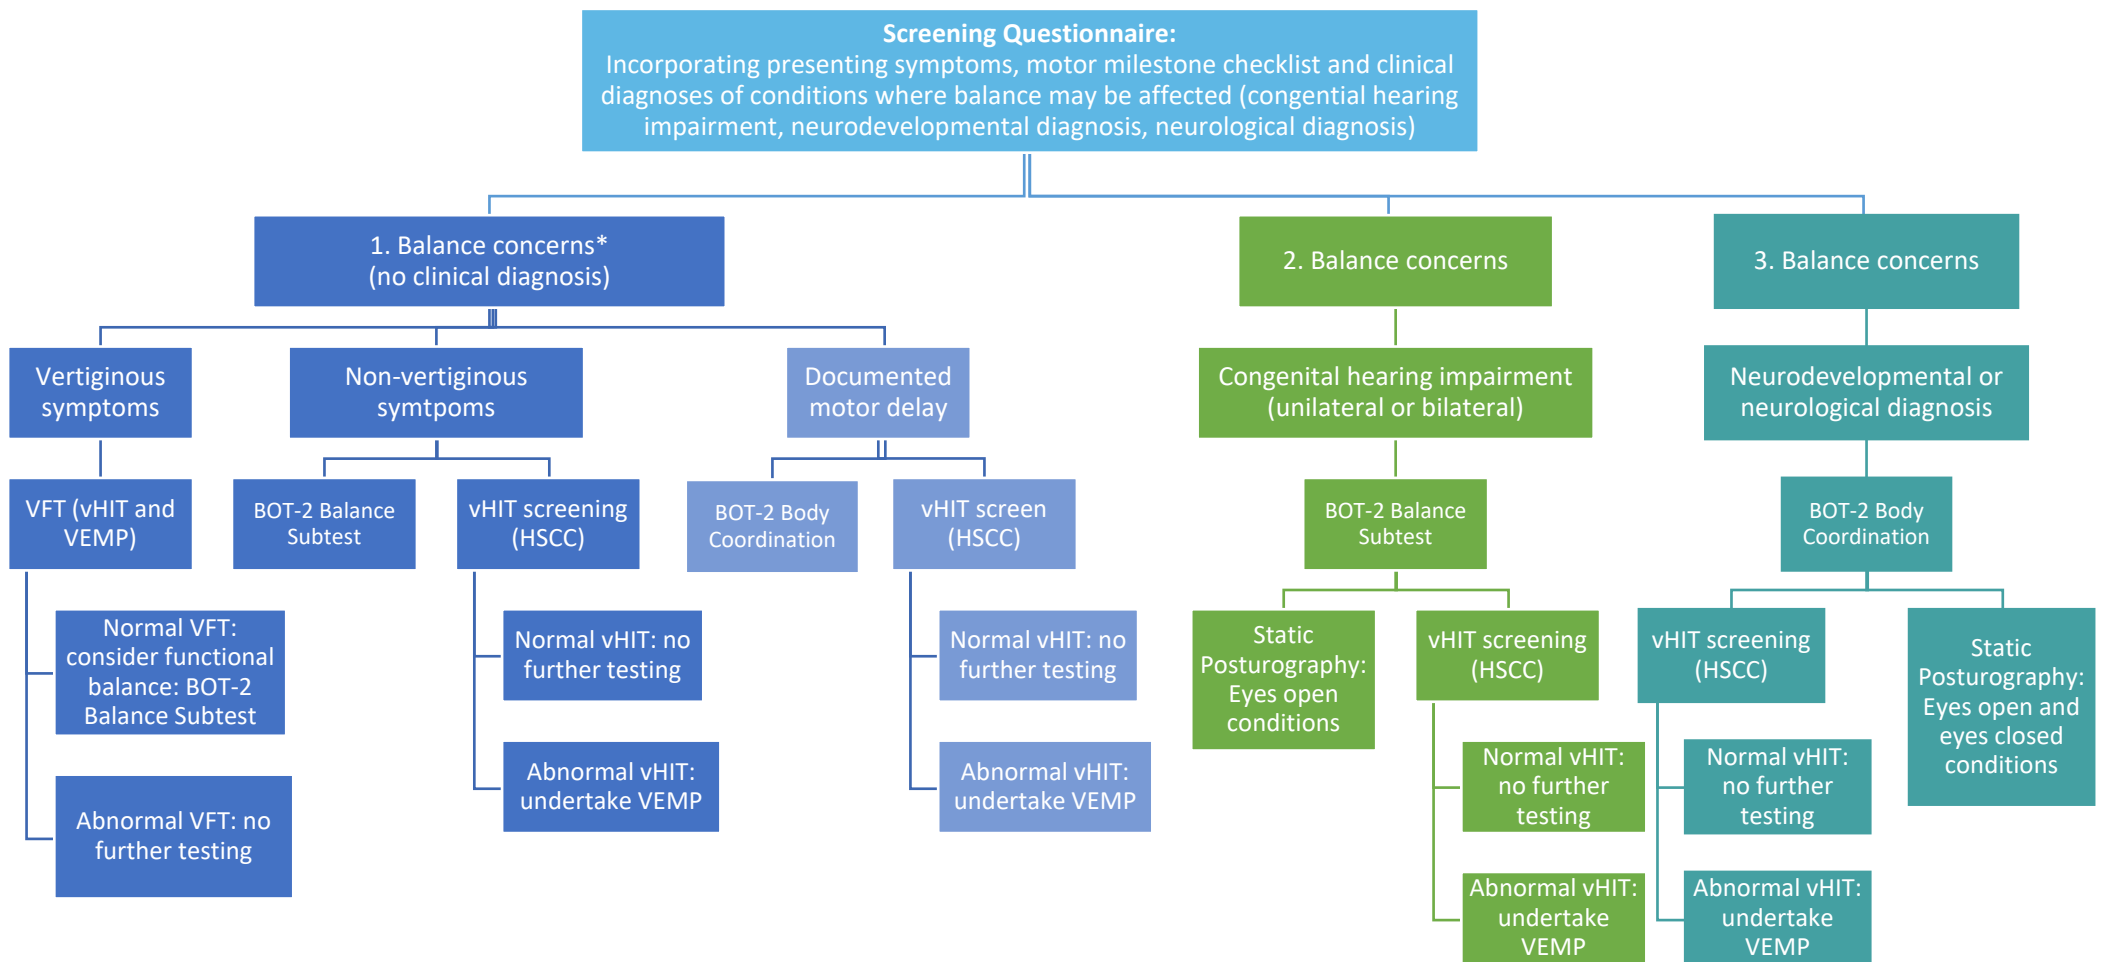 Screening Questionnaire:
Incorporating presenting symptoms, motor milestone checklist and clinical
diagnoses of conditions where balance may be affected (congential hearing
impairment, neurodevelopmental diagnosis, neurological diagnosis)
1. Balance concerns*
(no clinical diagnosis)
2. Balance concerns
3. Balance concerns
Vertiginous
symptoms
Non-vertiginous
symtpoms
Documented
motor delay
Congenital hearing impairment
(unilateral or bilateral)
Neurodevelopmental or
neurological diagnosis
VFT (vHIT and
VEMP)
BOT-2 Balance
Subtest
vHIT screening
(HSCC)
BOT-2 Body
Coordination
vHIT screen
(HSCC)
BOT-2 Balance
Subtest
BOT-2 Body
Coordination
Normal VFT:
consider functional
balance: BOT-2
Balance Subtest
Abnormal VFT: no
further testing
Normal vHIT: no
further testing
Abnormal vHIT:
undertake VEMP
Normal vHIT: no
further testing
Abnormal vHIT:
undertake VEMP
Static
Posturography:
Eyes open
conditions
vHIT screening
(HSCC)
Normal vHIT:
no further
testing
Abnormal vHIT:
undertake
VEMP
vHIT screening
(HSCC)
Normal vHIT:
no further
testing
Abnormal vHIT:
undertake
VEMP
Static
Posturography:
Eyes open and
eyes closed
conditions